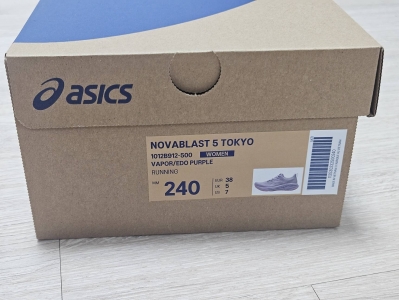 asics
NOVABLAST 5 TOKYO
1012B912-500 WOMEN
VAPOR/EDO PURPLE
RUNNING
240
EUR 38
UK 5
US 7